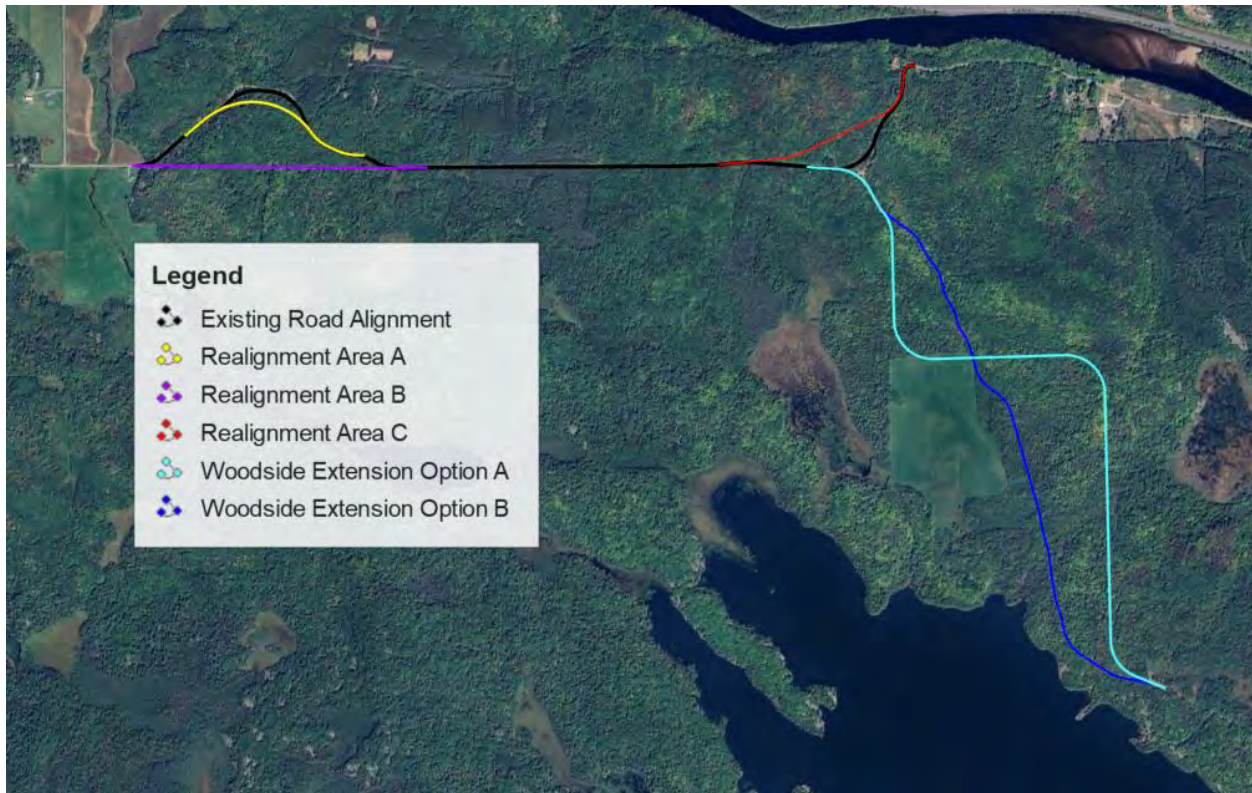 Legend
Existing Road Alignment
Realignment Area A
Realignment Area B
Realignment Area C
Woodside Extension Option A
Woodside Extension Option B